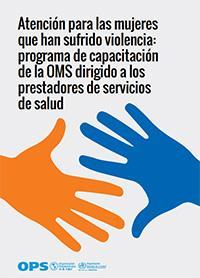 Atención para las mujeres
que han sufrido violencia:
programa de capacitación
de la OMS dirigido a los
prestadores de servicios
de salud
OPS